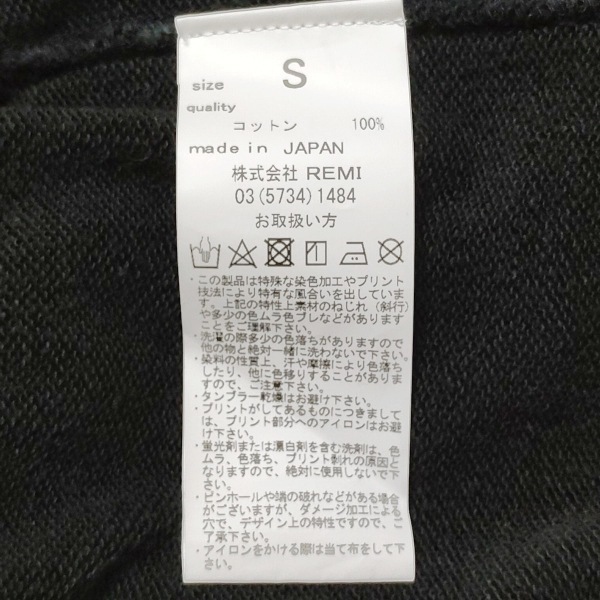 size S
quality
コットン 100%
made in JAPAN
株式会社 REMI
03(5734)1484
お取扱い方
・この製品は特殊な染色加工やプリント
技法により特有な風合いを出していま
す。上記の特性上素材のねじれ（斜行）
や多少の色ムラ色ブレなどがあります
ことをご理解下さい。
・洗濯の際多少の色落ちがありますので
他の物と絶対一緒に洗わないで下さい。
・染料の性質上、汗や摩擦により色落ち
したり、他に色移りすることがありま
すので、ご注意下さい。
・タンブラー乾燥はお避け下さい。
・プリントがしてあるものにつきまして
は、プリント部分へのアイロンはお避
け下さい。
・蛍光剤または漂白剤を含む洗剤は、色
ムラ、色落ち、プリント剥れの原因と
なりますので、絶対に使用しないで下
さい。
・ピンホールや端の破れなどがある場合
がございますが、ダメージ加工による
穴で、デザイン上の特性ですので、ご
了承下さい。
・アイロンをかける際は当て布をして下
さい。